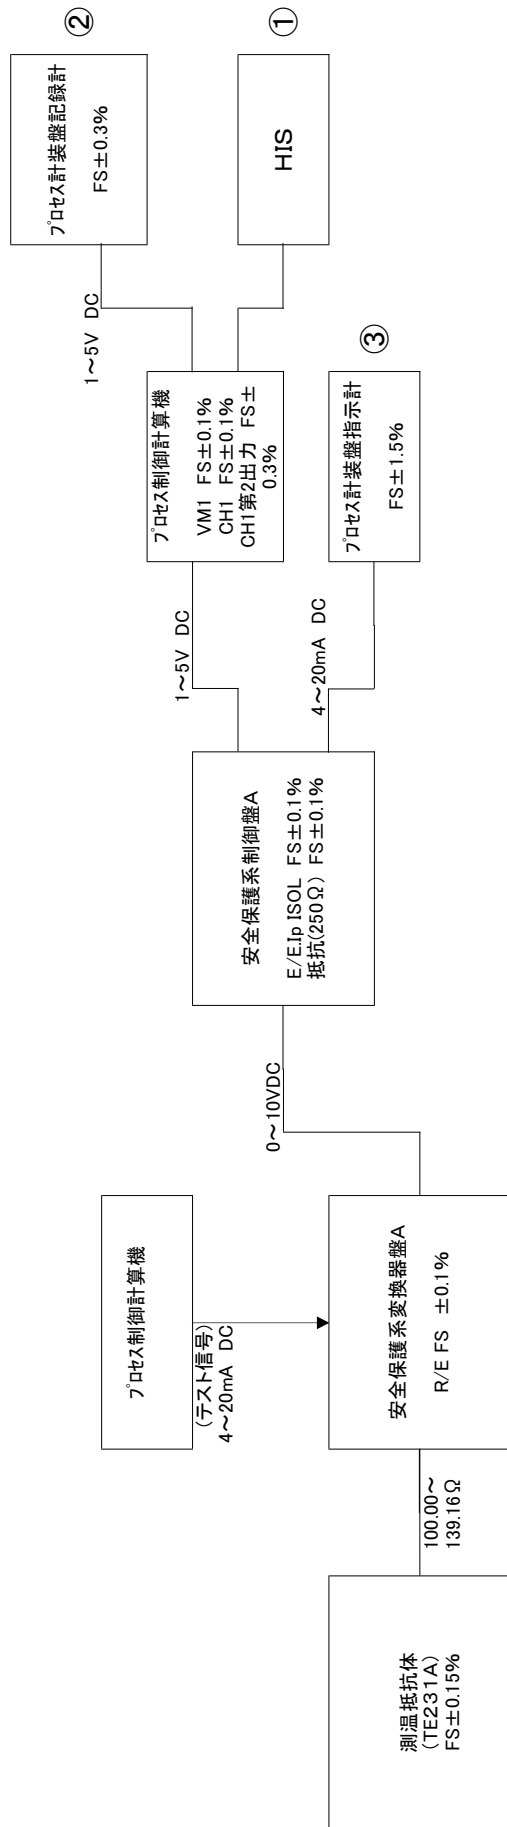 測温抵抗体
(TE231A)
FS±0.15%
100.00～
139.16Ω
プロセス制御計算機
(テスト信号)
4～20mA DC
安全保護系変換器盤A
R/E FS ±0.1%
0～10VDC
安全保護系制御盤A
E/E.Ip ISOL FS±0.1%
抵抗(250Ω) FS±0.1%
1～5V DC
4～20mA DC
プロセス制御計算機
VM1 FS±0.1%
CH1 FS±0.1%
CH1第2出力 FS±
0.3%
プロセス計装盤指示計
FS±1.5%
③
1～5V DC
プロセス計装盤記録計
FS±0.3%
②
HIS
①